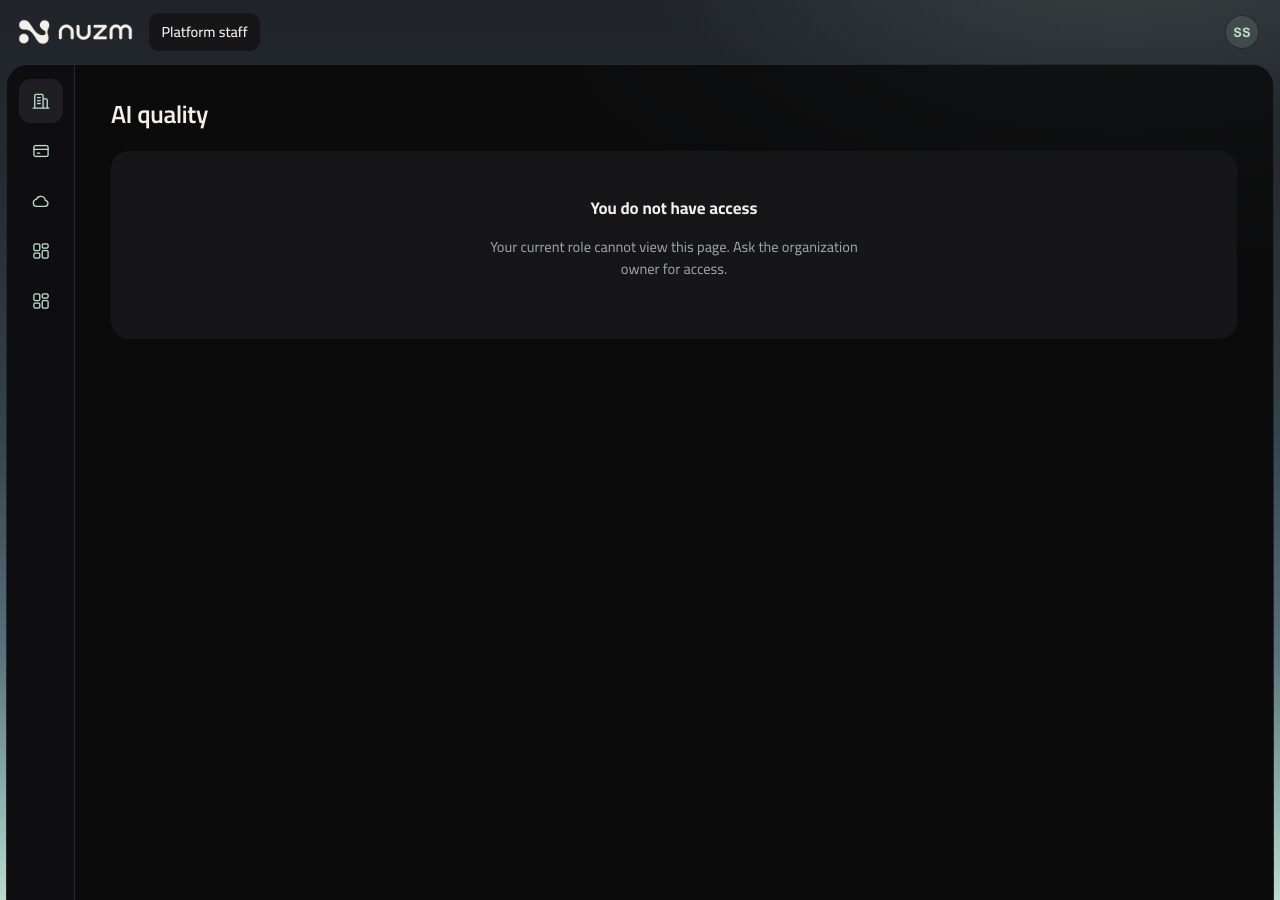 nuzm
Platform staff
SS
AI quality
You do not have access
Your current role cannot view this page. Ask the organization
owner for access.